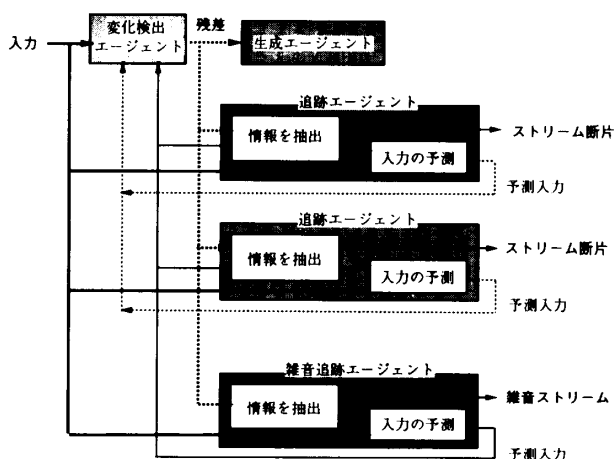 入力
変化検出
エージェント
残差
生成エージェント
追跡エージェント
情報を抽出
入力の予測
ストリーム断片
予測入力
追跡エージェント
情報を抽出
入力の予測
ストリーム断片
予測入力
雑音追跡エージェント
情報を抽出
入力の予測
雑音ストリーム
予測入力